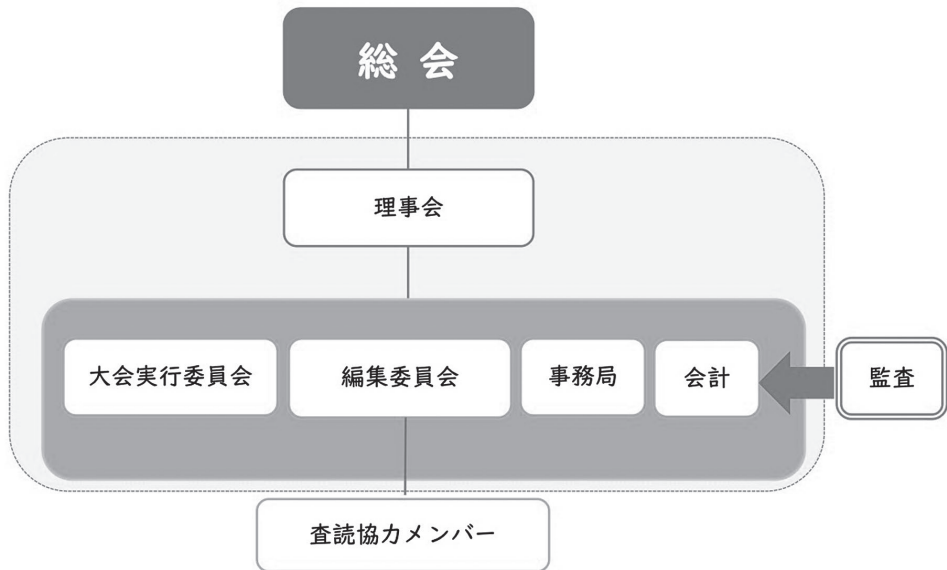 総 会
理事会
大会実行委員会
編集委員会
事務局
会計
監査
査読協力メンバー